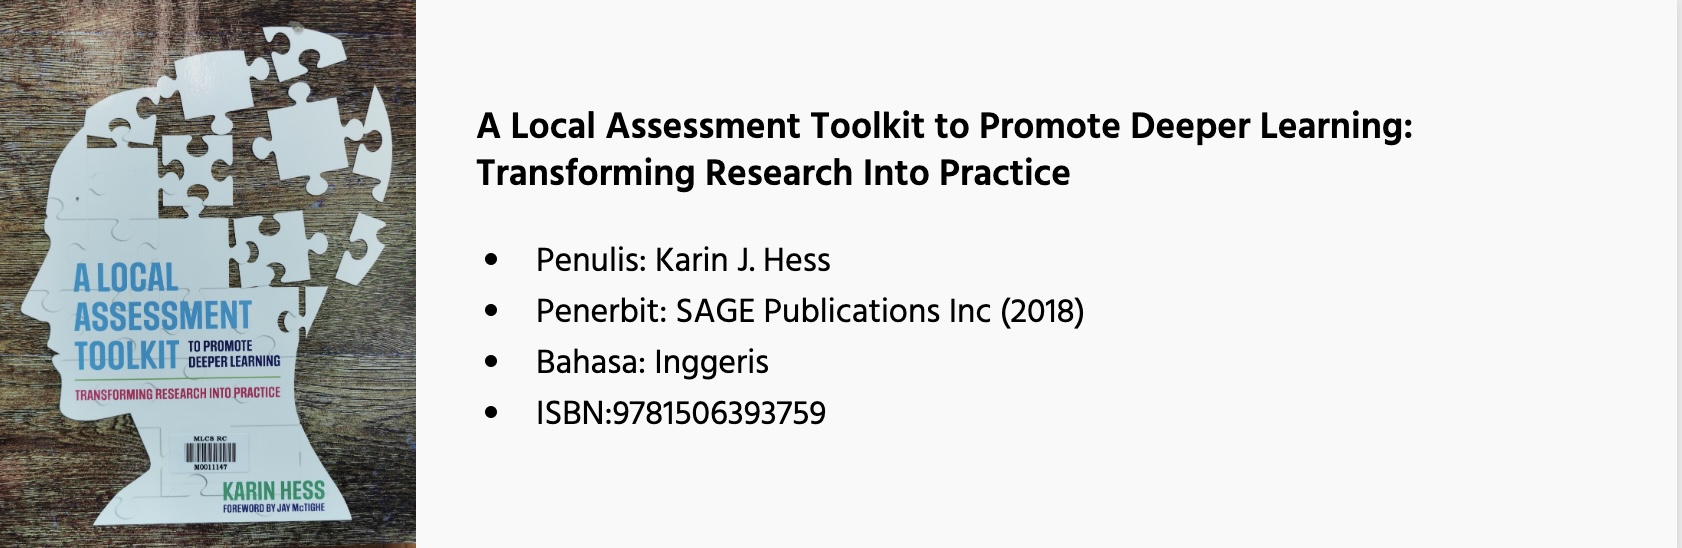 A LOCAL
ASSESSMENT
TOOLKIT TO PROMOTE
DEEPER LEARNING
TRANSFORMING RESEARCH INTO PRACTICE
MLCS RC
M0011147
KARIN HESS
FOREWORD BY JAY McTIGHE
A Local Assessment Toolkit to Promote Deeper Learning:
Transforming Research Into Practice
• Penulis: Karin J. Hess
• Penerbit: SAGE Publications Inc (2018)
• Bahasa: Inggeris
• ISBN:9781506393759